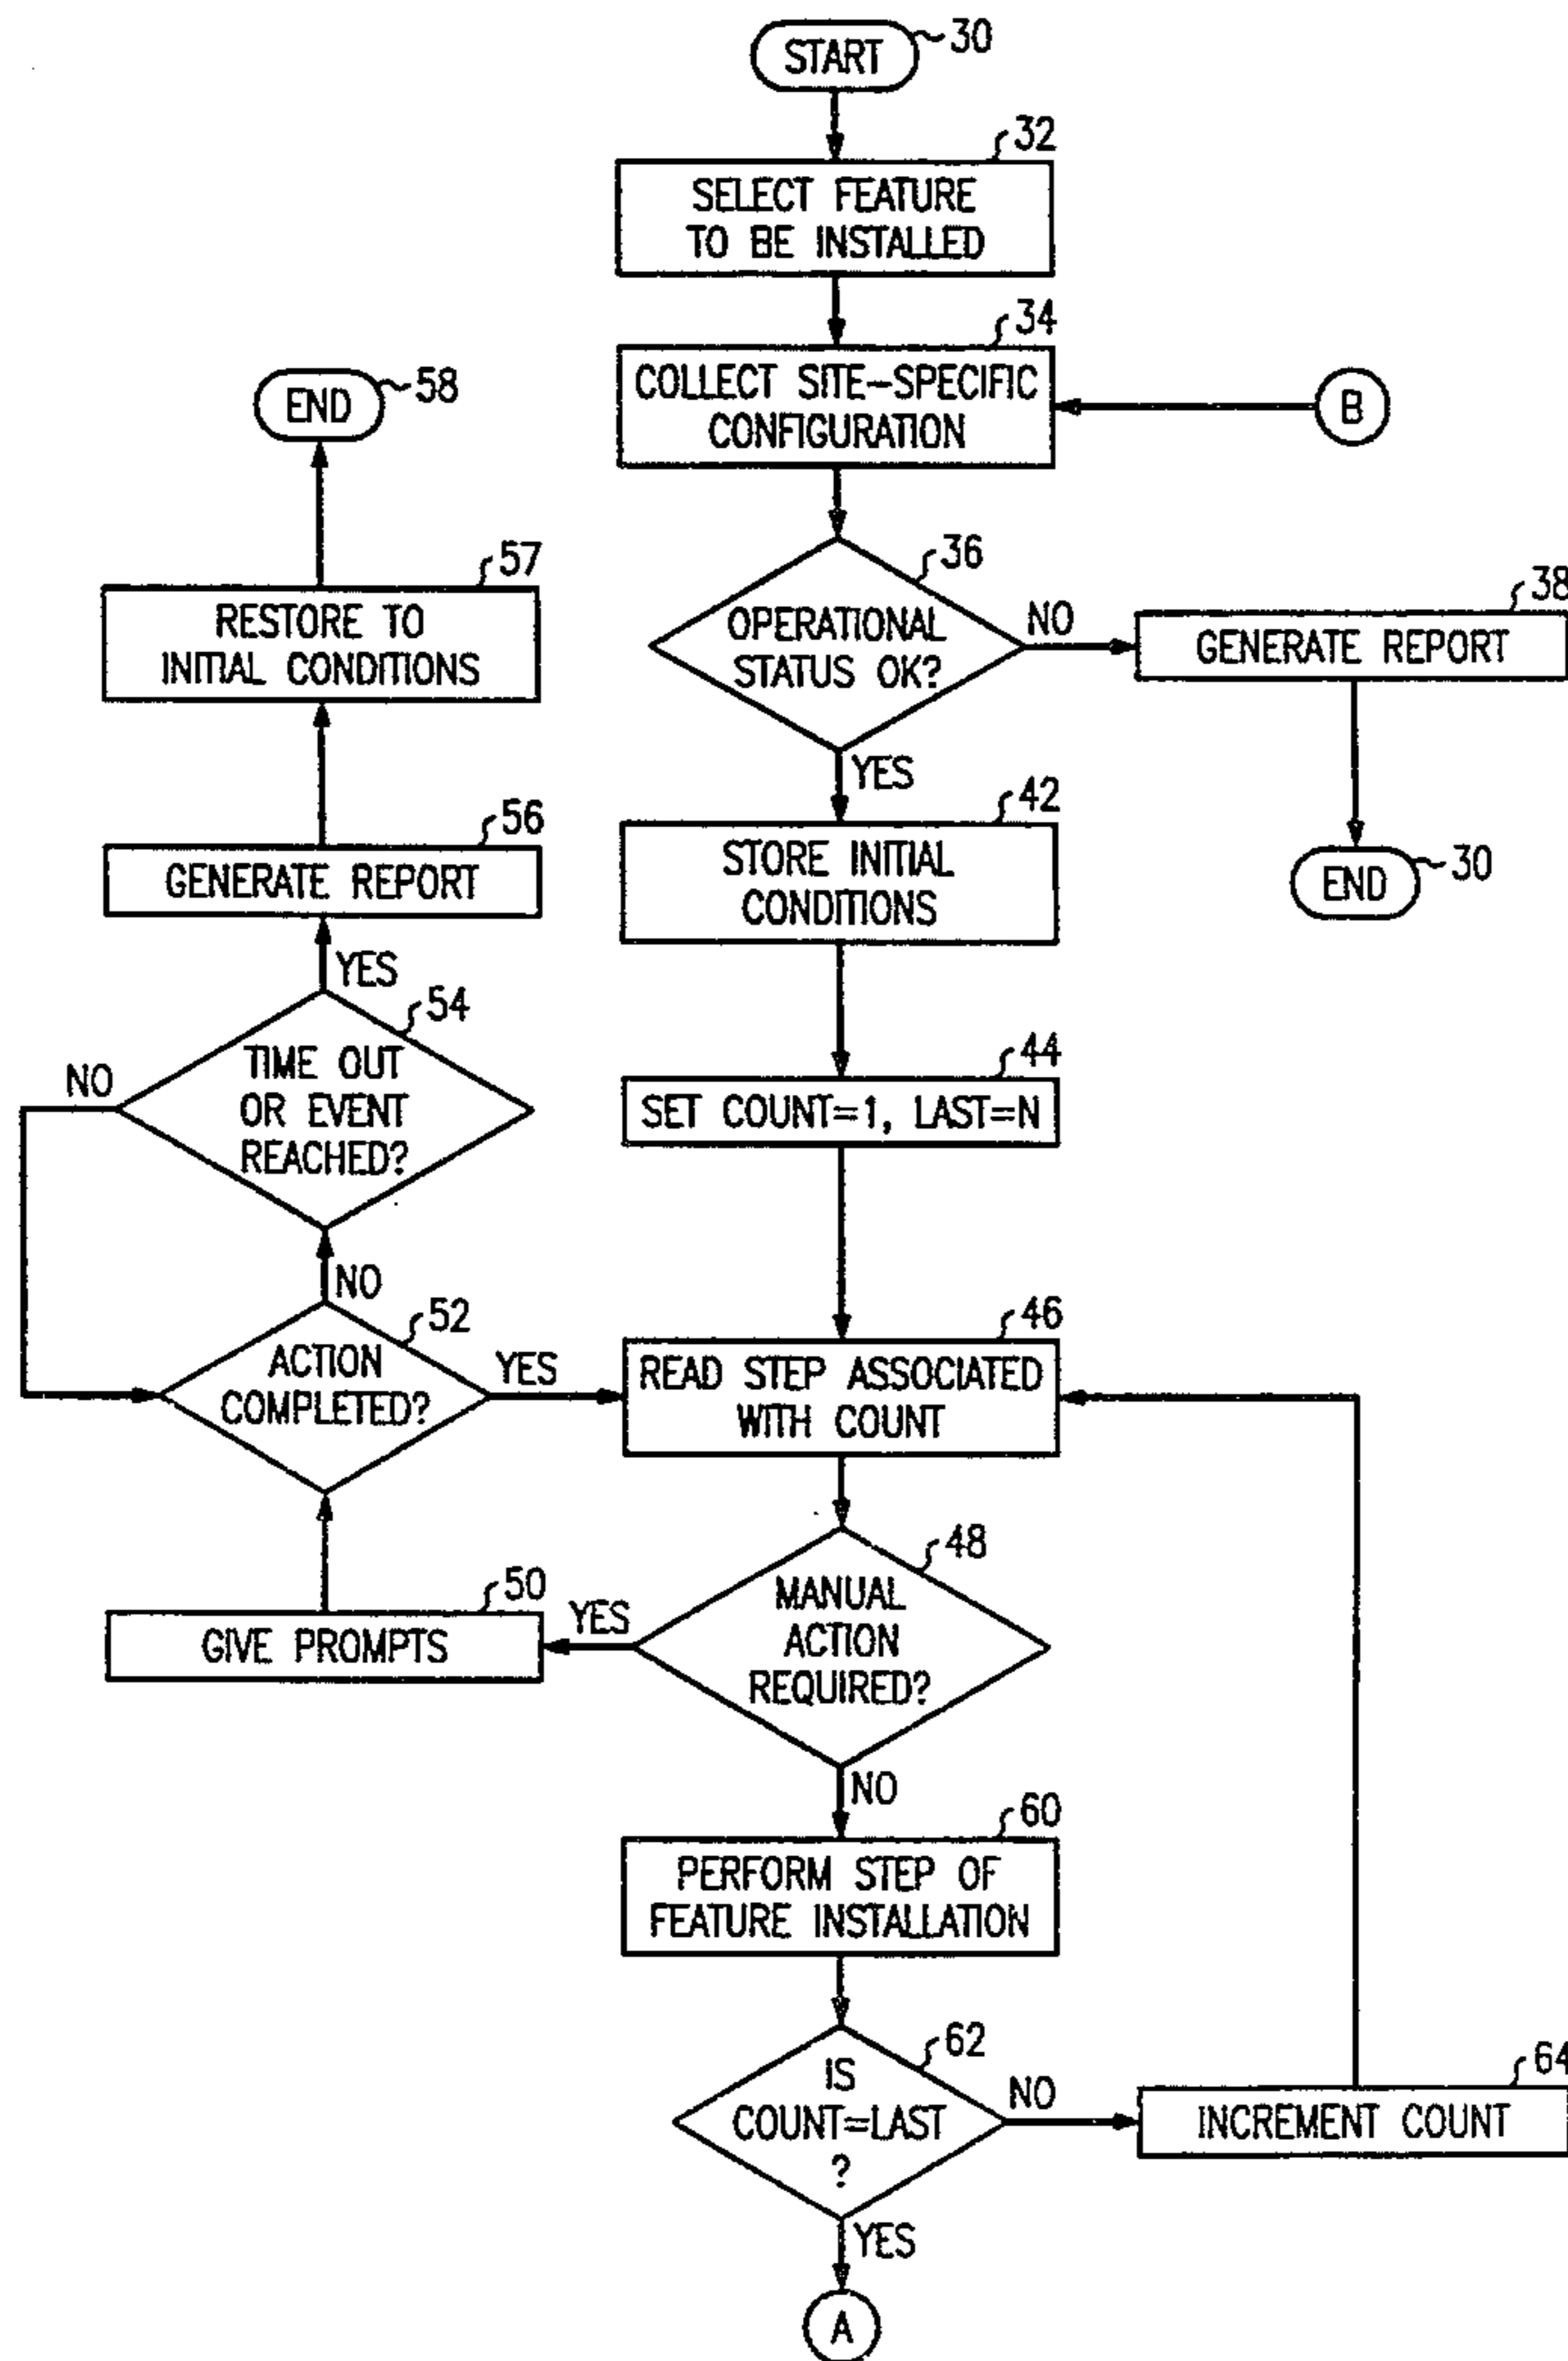 START
30
32
SELECT FEATURE
TO BE INSTALLED
34
COLLECT SITE-SPECIFIC
CONFIGURATION
B
58
END
36
OPERATIONAL
STATUS OK?
NO
38
GENERATE REPORT
57
RESTORE TO
INITIAL CONDITIONS
YES
42
STORE INITIAL
CONDITIONS
END
30
56
GENERATE REPORT
YES
54
TIME OUT
OR EVENT
REACHED?
NO
44
SET COUNT=1, LAST=N
NO
52
ACTION
COMPLETED?
YES
46
READ STEP ASSOCIATED
WITH COUNT
48
MANUAL
ACTION
REQUIRED?
YES
50
GIVE PROMPTS
NO
60
PERFORM STEP OF
FEATURE INSTALLATION
62
IS
COUNT=LAST
?
NO
64
INCREMENT COUNT
YES
A